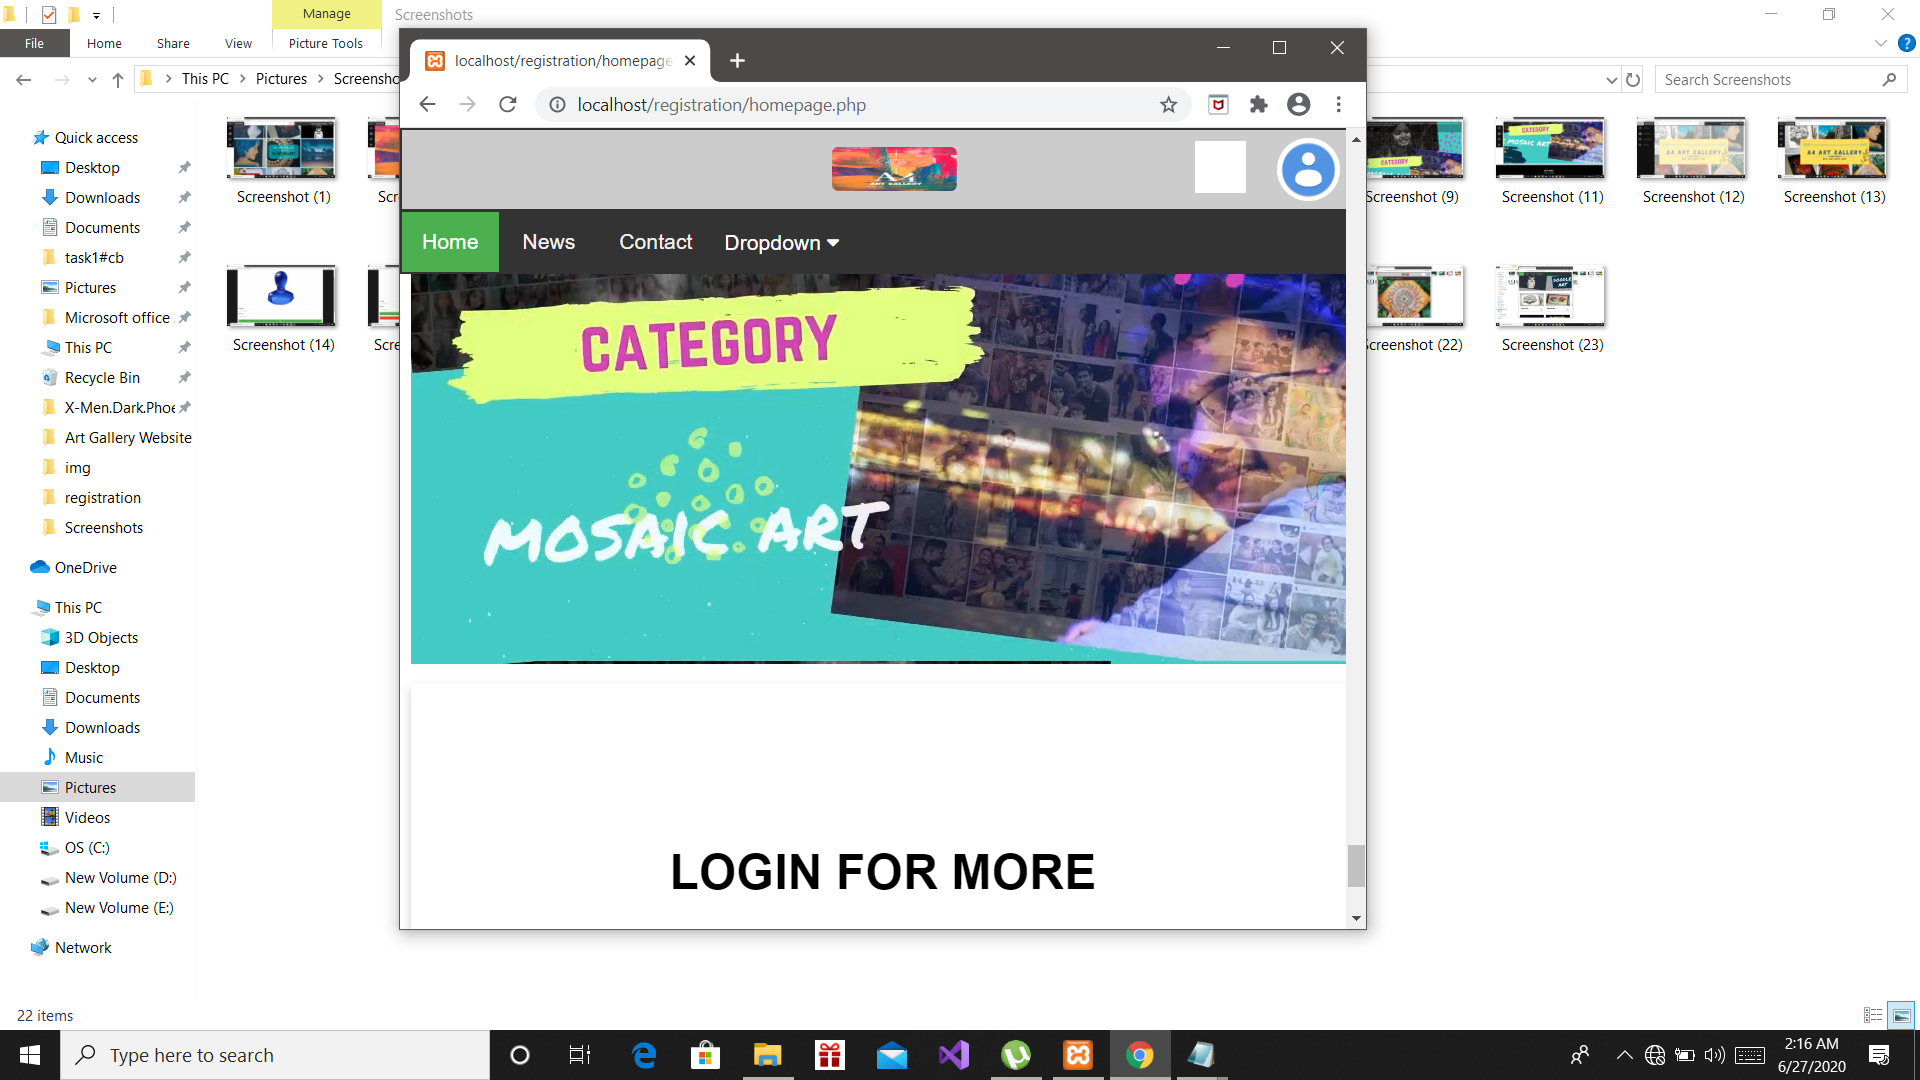 Manage
Screenshots
File
Home
Share
View
Picture Tools
This PC
Pictures
Search Screenshots
localhost/registration/homepage
localhost/registration/homepage.php
Quick access
Desktop
Downloads
Documents
task1#cb
Pictures
Microsoft office
This PC
Recycle Bin
X-Men.Dark.Phoe
Art Gallery Website
img
registration
Screenshots
OneDrive
This PC
3D Objects
Desktop
Documents
Downloads
Music
Pictures
Videos
OS (C:)
New Volume (D:)
New Volume (E:)
Network
22 items
Screenshot (1)
Screenshot (9)
Screenshot (11)
Screenshot (12)
Screenshot (13)
Screenshot (14)
Screenshot (22)
Screenshot (23)
ART GALLERY
Home
News
Contact
Dropdown
CATEGORY
MOSAIC ART
LOGIN FOR MORE
Type here to search
2:16 AM
6/27/2020